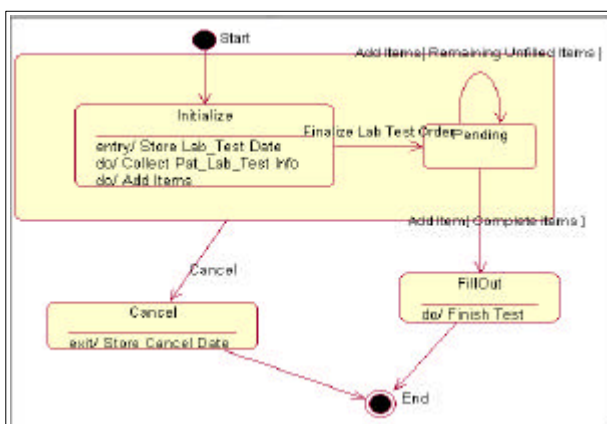 Start
Add Items[ Remaining Unfilled Items ]
Initialize
entry/ Store Lab_Test Date
do/ Collect Pat_Lab_Test Info
do/ Add Items
Finalize Lab Test Order
Pending
Add Item[ Complete items ]
Cancel
FillOut
do/ Finish Test
Cancel
exit/ Store Cancel Date
End